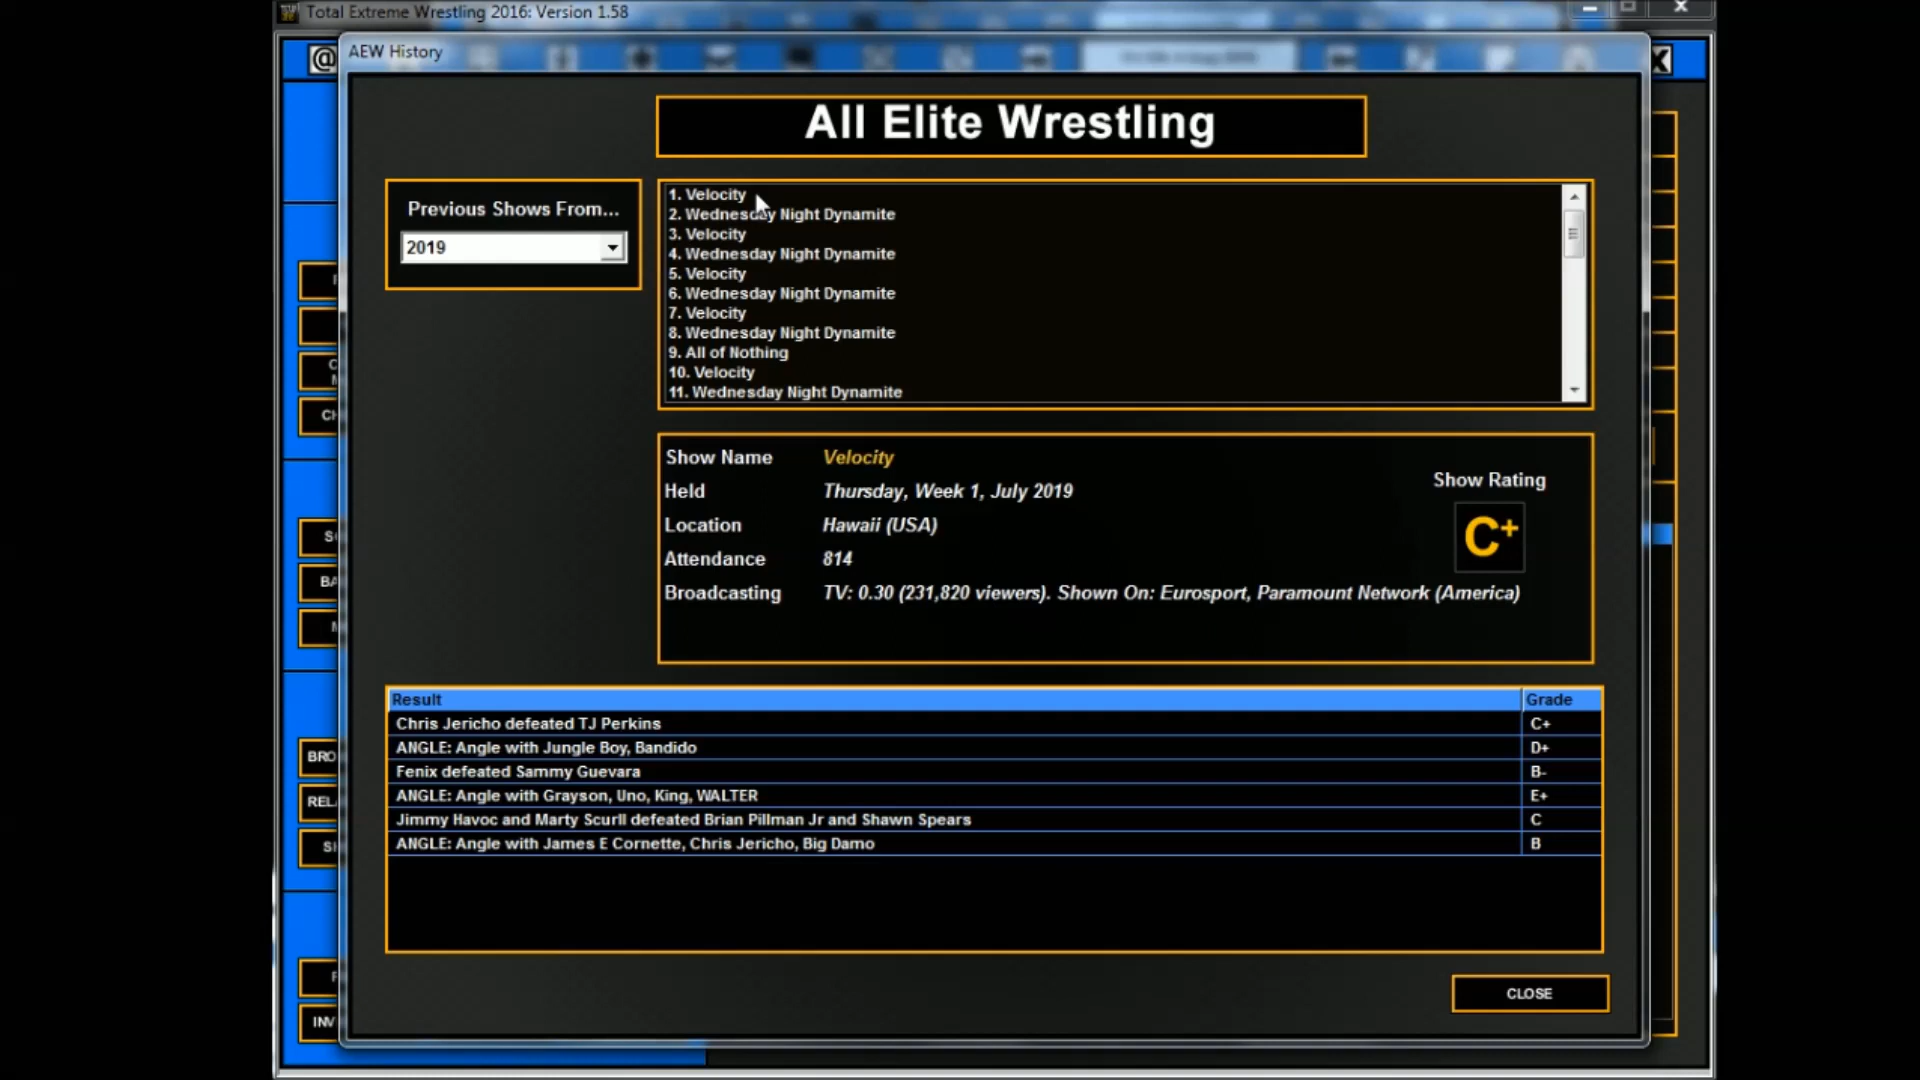 Total Extreme Wrestling 2016: Version 1.58
AEW History
All Elite Wrestling
Previous Shows From...
2019
1. Velocity
2. Wednesday Night Dynamite
3. Velocity
4. Wednesday Night Dynamite
5. Velocity
6. Wednesday Night Dynamite
7. Velocity
8. Wednesday Night Dynamite
9. All of Nothing
10. Velocity
11. Wednesday Night Dynamite
Show Name Velocity
Held Thursday, Week 1, July 2019
Location Hawaii (USA)
Attendance 814
Broadcasting TV: 0.30 (231,820 viewers). Shown On: Eurosport, Paramount Network (America)
Show Rating
C+
Result Grade
Chris Jericho defeated TJ Perkins C+
ANGLE: Angle with Jungle Boy, Bandido D+
Fenix defeated Sammy Guevara B-
ANGLE: Angle with Grayson, Uno, King, WALTER E+
Jimmy Havoc and Marty Scurll defeated Brian Pillman Jr and Shawn Spears C
ANGLE: Angle with James E Cornette, Chris Jericho, Big Damo B
CLOSE